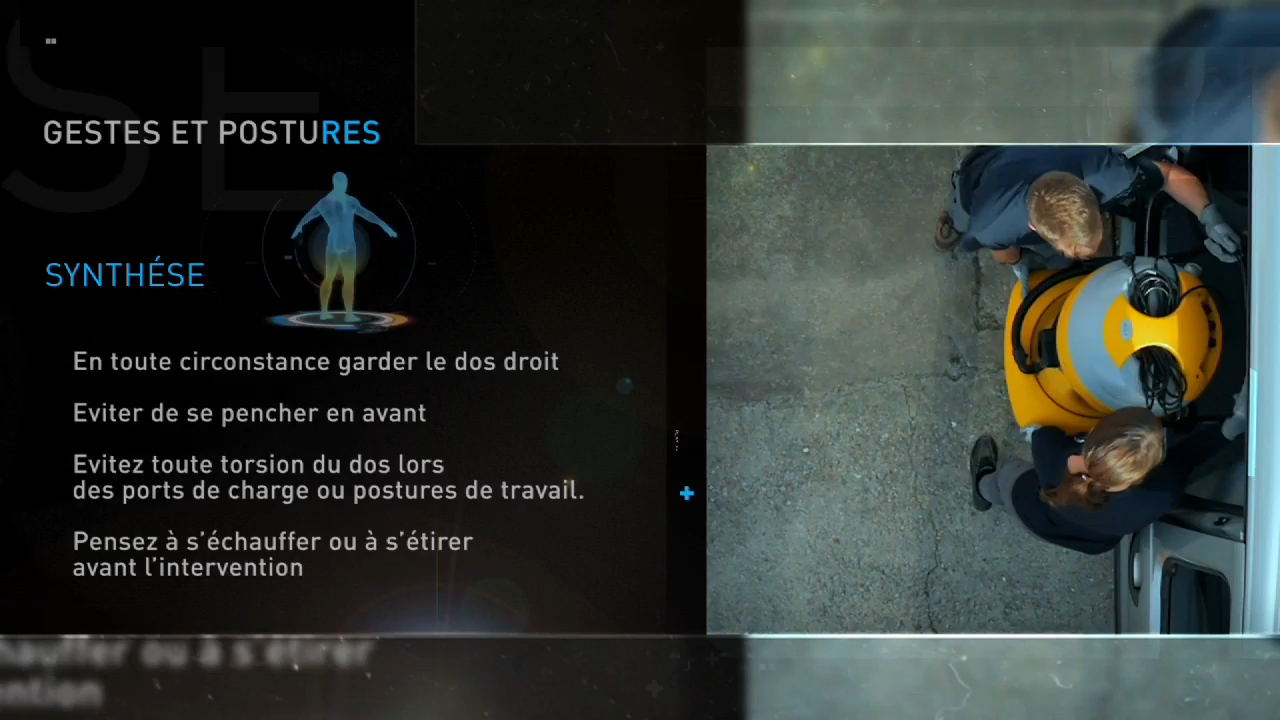 GESTES ET POSTURES
SYNTHÉSE
En toute circonstance garder le dos droit
Eviter de se pencher en avant
Evitez toute torsion du dos lors
des ports de charge ou postures de travail.
Pensez à s'échauffer ou à s'étirer
avant l'intervention